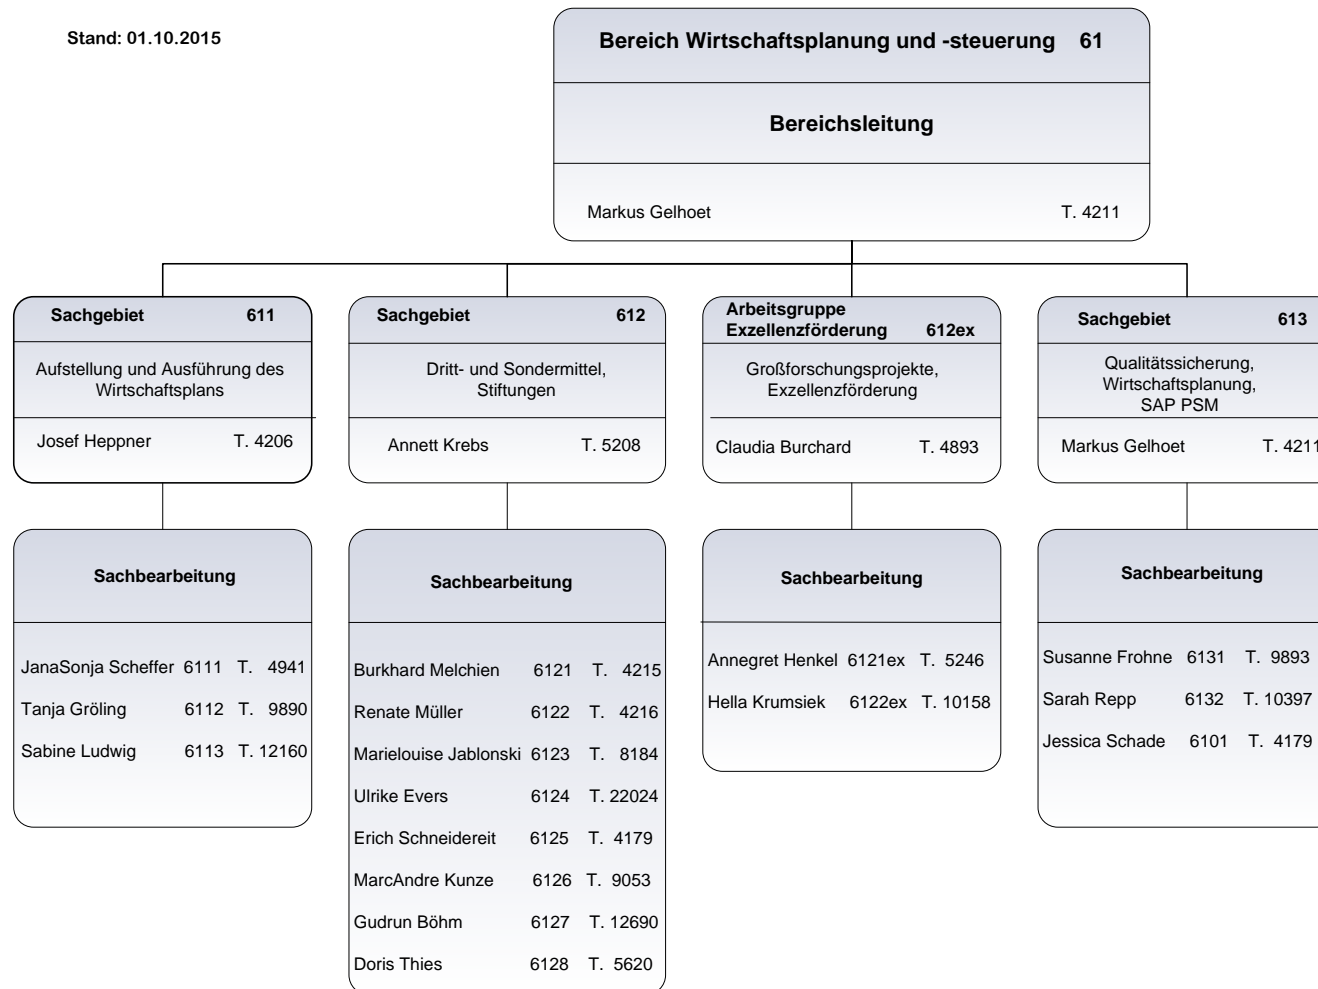 Stand: 01.10.2015
Bereich Wirtschaftsplanung und -steuerung 61
Bereichsleitung
Markus Gelhoet T. 4211
Sachgebiet 611
Aufstellung und Ausführung des
Wirtschaftsplans
Josef Heppner T. 4206
Sachbearbeitung
JanaSonja Scheffer 6111 T. 4941
Tanja Gröling 6112 T. 9890
Sabine Ludwig 6113 T. 12160
Sachgebiet 612
Dritt- und Sondermittel,
Stiftungen
Annett Krebs T. 5208
Sachbearbeitung
Burkhard Melchien 6121 T. 4215
Renate Müller 6122 T. 4216
Marielouise Jablonski 6123 T. 8184
Ulrike Evers 6124 T. 22024
Erich Schneidereit 6125 T. 4179
MarcAndre Kunze 6126 T. 9053
Gudrun Böhm 6127 T. 12690
Doris Thies 6128 T. 5620
Arbeitsgruppe
Exzellenzförderung 612ex
Großforschungsprojekte,
Exzellenzförderung
Claudia Burchard T. 4893
Sachbearbeitung
Annegret Henkel 6121ex T. 5246
Hella Krumsiek 6122ex T. 10158
Sachgebiet 613
Qualitätssicherung,
Wirtschaftsplanung,
SAP PSM
Markus Gelhoet T. 4211
Sachbearbeitung
Susanne Frohne 6131 T. 9893
Sarah Repp 6132 T. 10397
Jessica Schade 6101 T. 4179